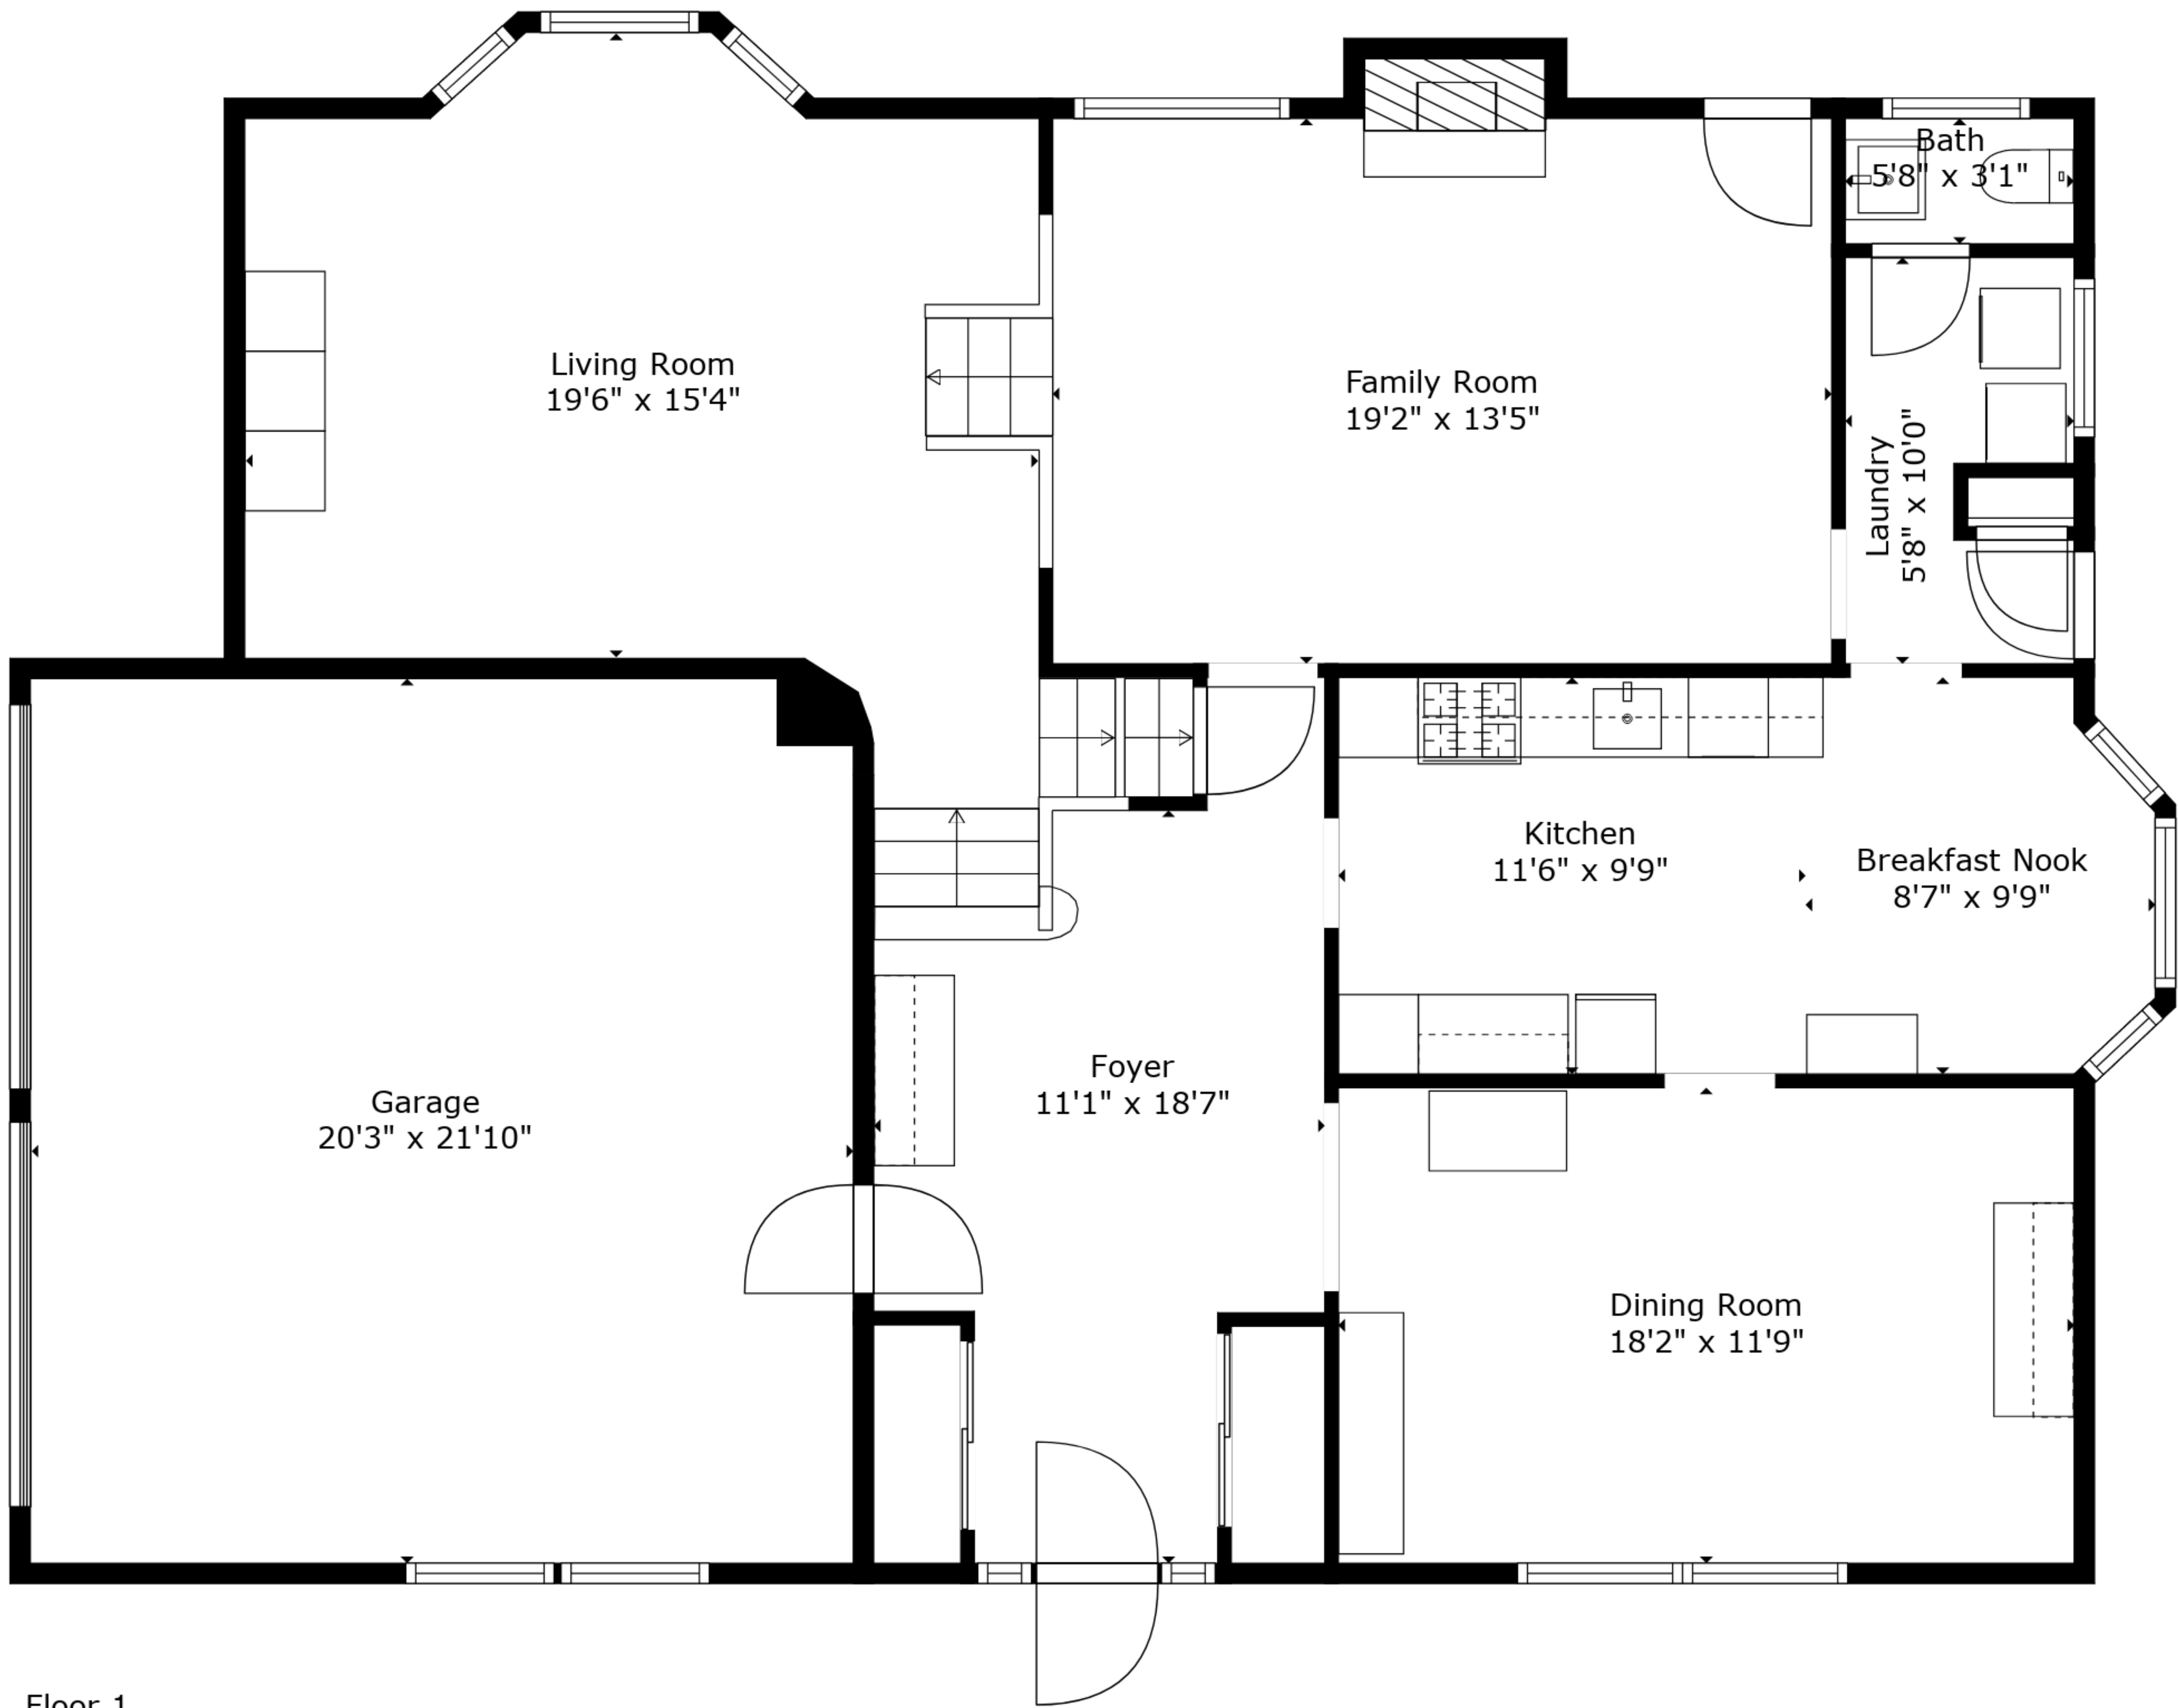 Bath
5'8" x 3'1"
Living Room
19'6" x 15'4"
Family Room
19'2" x 13'5"
Laundry
5'8" x 10'0"
Kitchen
11'6" x 9'9"
Breakfast Nook
8'7" x 9'9"
Foyer
11'1" x 18'7"
Garage
20'3" x 21'10"
Dining Room
18'2" x 11'9"
Floor 1